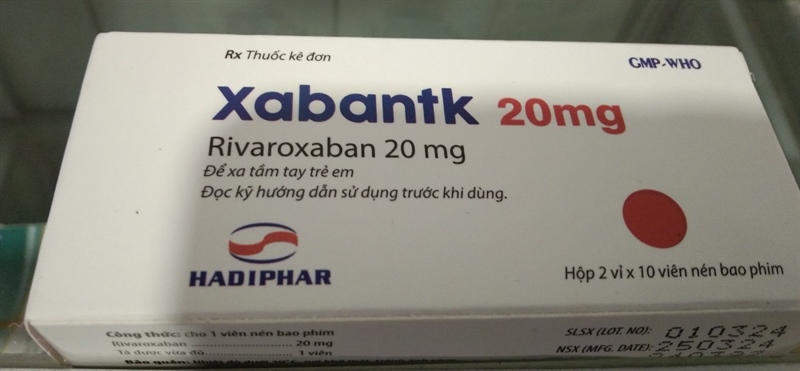 Rx Thuốc kê đơn
GMP-WHO
Xabantk 20mg
Rivaroxaban 20 mg
Để xa tầm tay trẻ em
Đọc kỹ hướng dẫn sử dụng trước khi dùng.
HADIPHAR
Hộp 2 vỉ x 10 viên nén bao phim
Công thức: cho 1 viên nén bao phim
Rivaroxaban 20 mg
Tá dược vừa đủ 1 viên
Bảo quản:
SLSX (LOT. NO): 010324
NSX (MFG. DATE): 250324